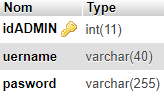 Nom Type
idADMIN int(11)
uername varchar(40)
pasword varchar(255)